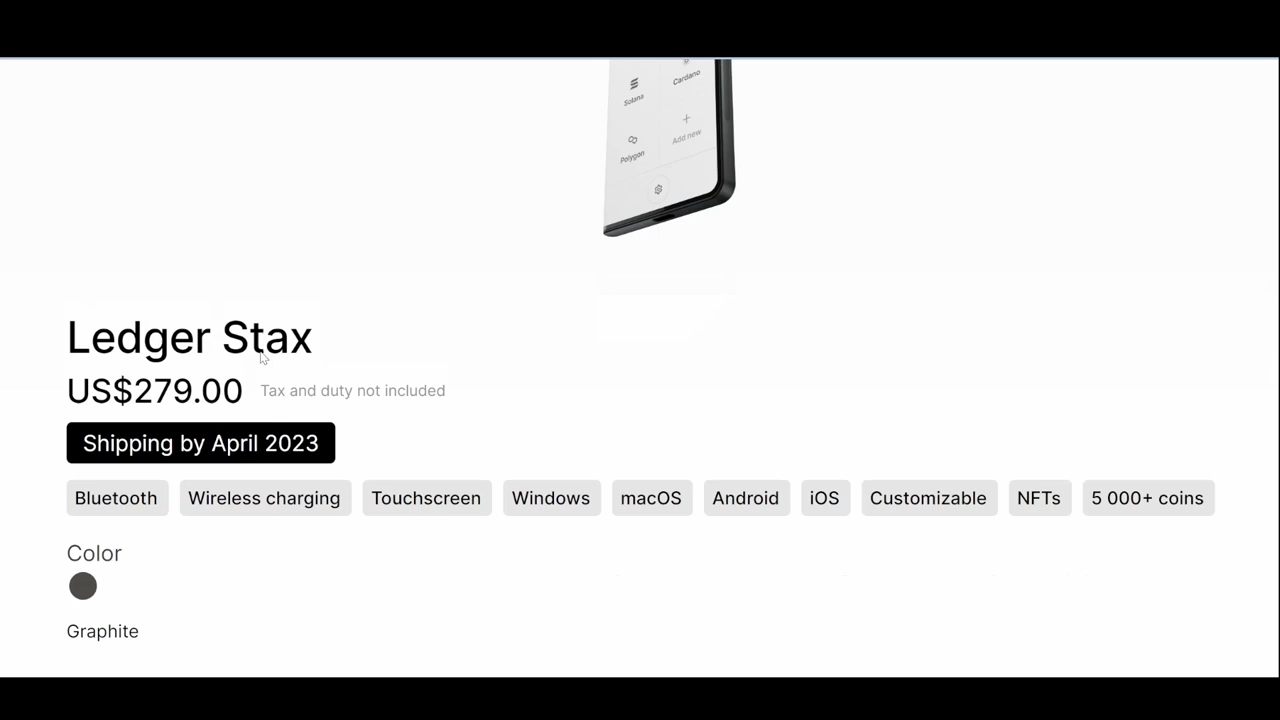 Solana
Cardano
Polygon
Add new
Ledger Stax
US$279.00
Tax and duty not included
Shipping by April 2023
Bluetooth
Wireless charging
Touchscreen
Windows
macOS
Android
iOS
Customizable
NFTs
5 000+ coins
Color
Graphite